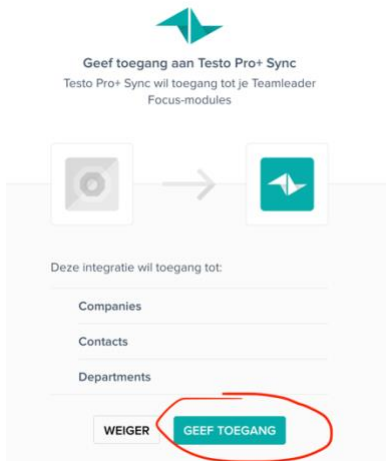 Geef toegang aan Testo Pro+ Sync
Testo Pro+ Sync wil toegang tot je Teamleader
Focus-modules
Deze integratie wil toegang tot:
Companies
Contacts
Departments
WEIGER
GEEF TOEGANG